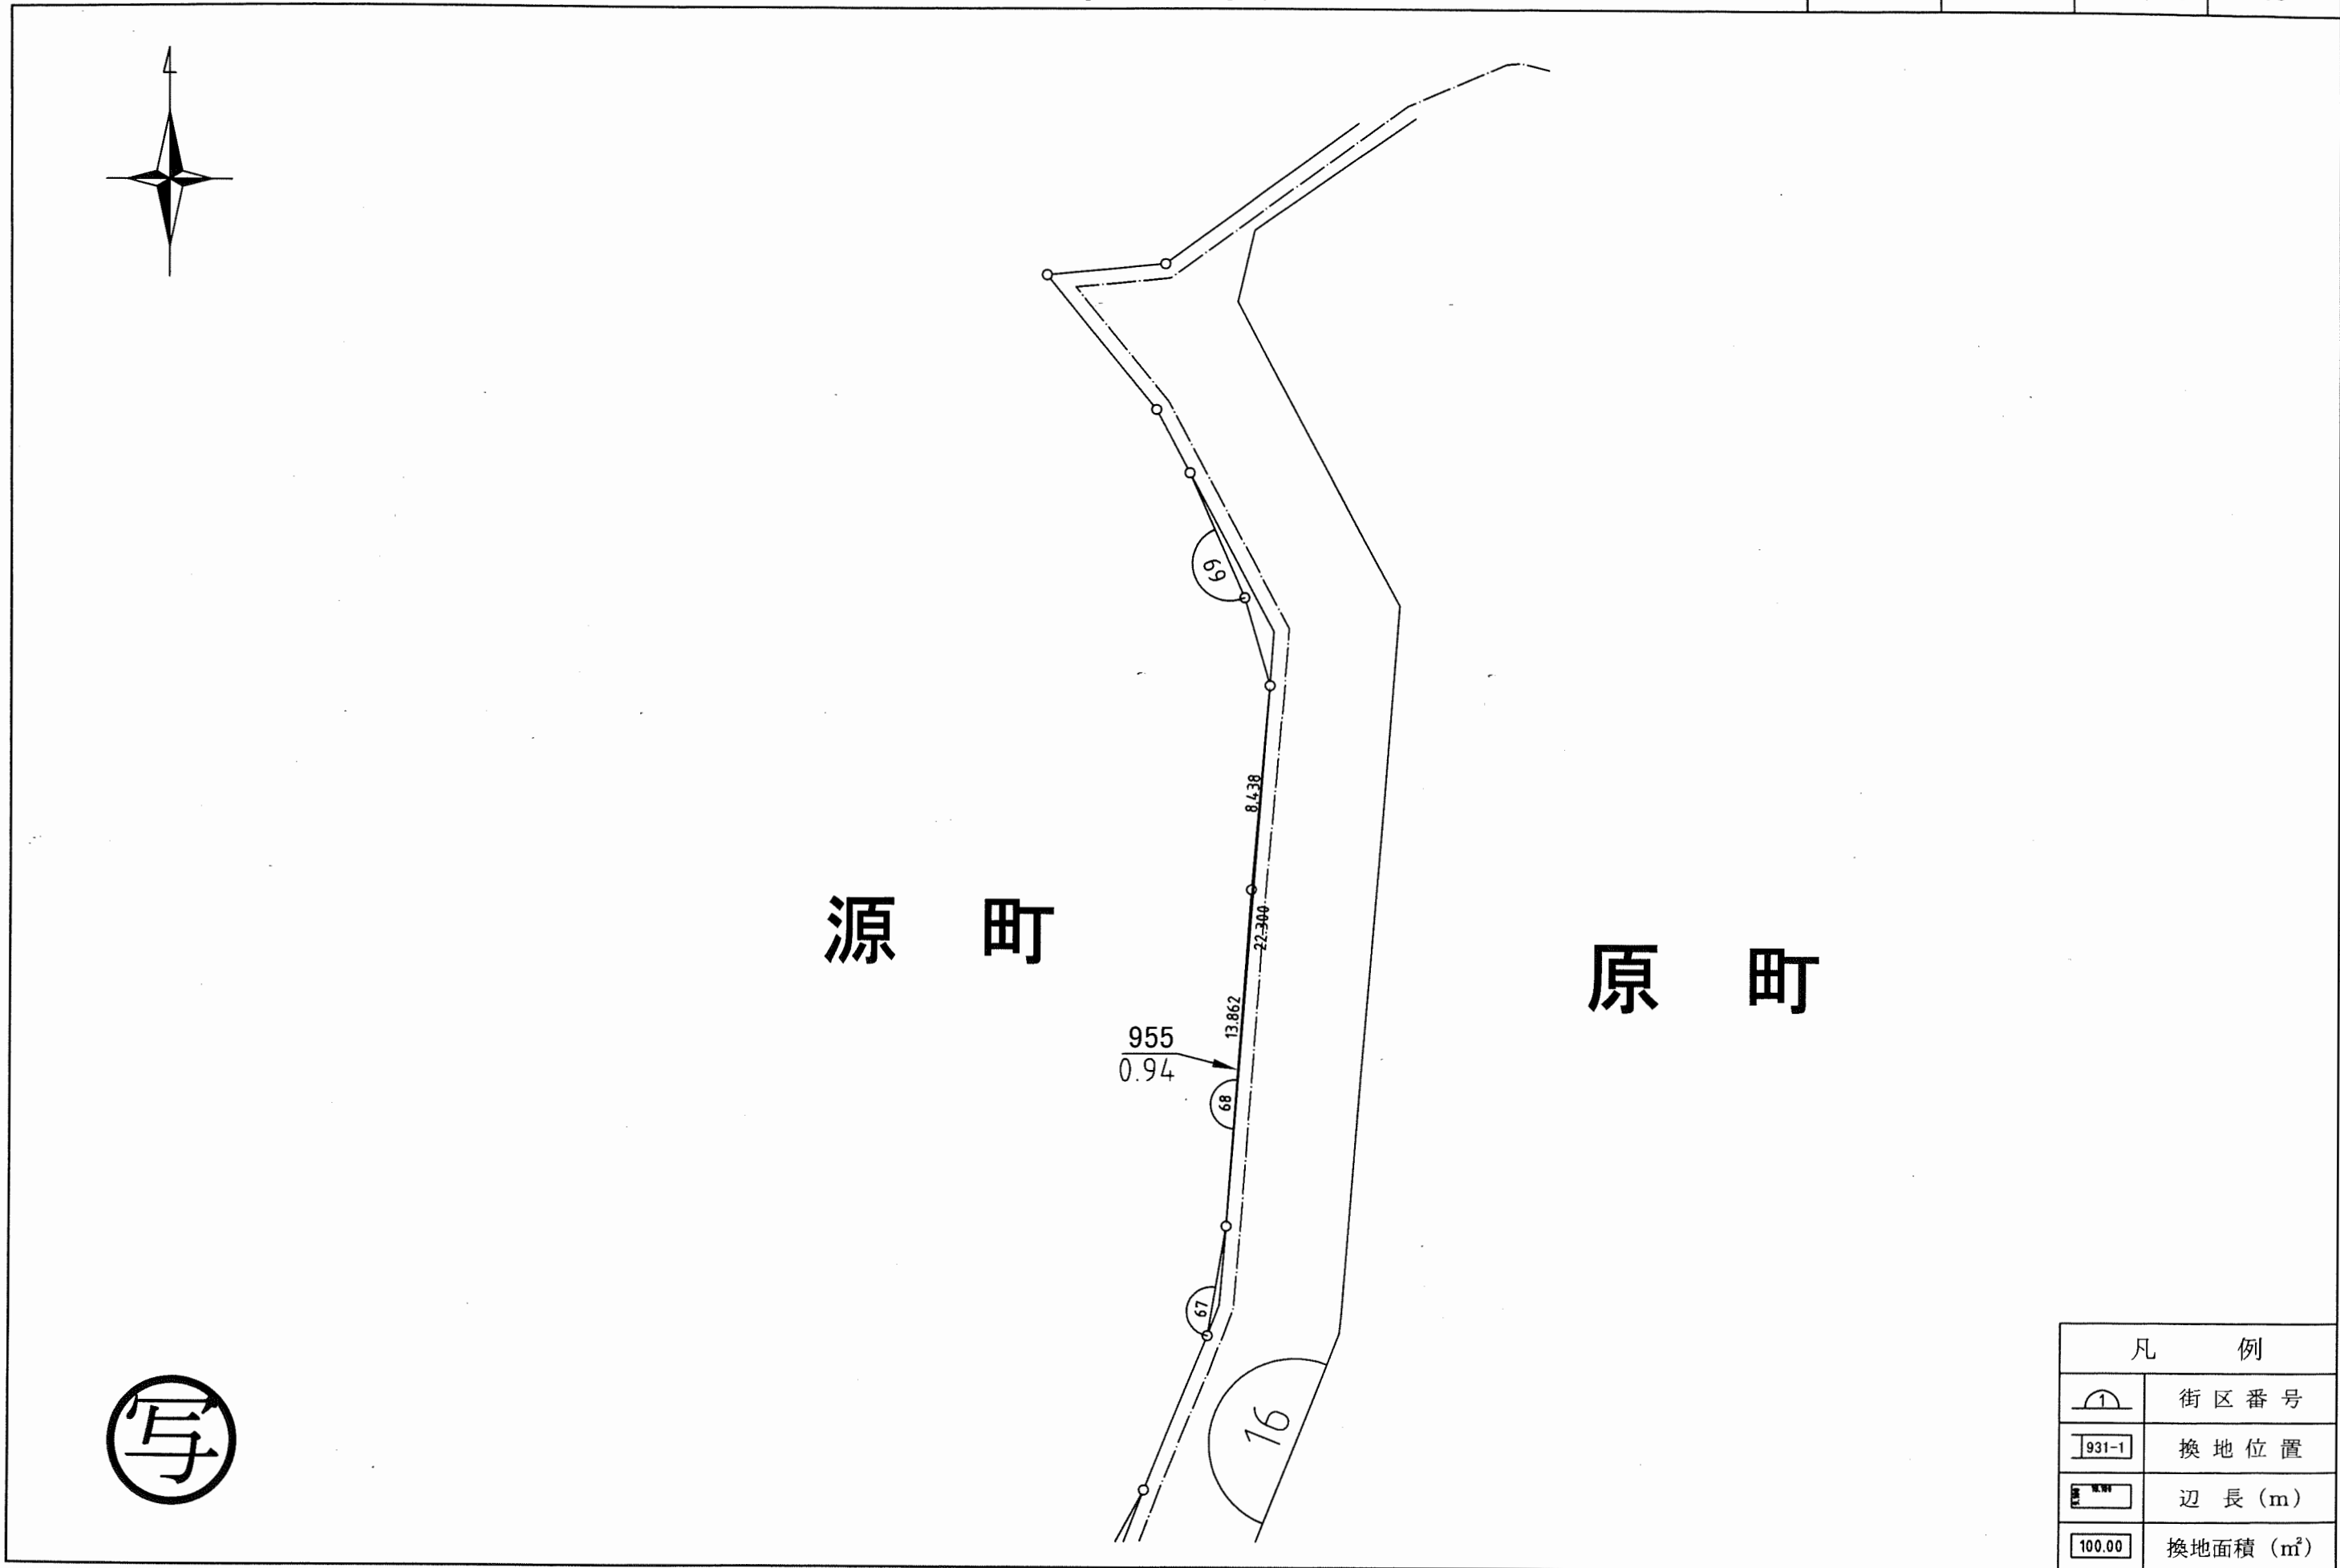 69
8.438
源 町
22.300
原 町
13.862
955
0.94
68
67
16
写
凡 例
1 街区番号
931-1 換地位置
辺 長 (m)
100.00 換地面積 (㎡)